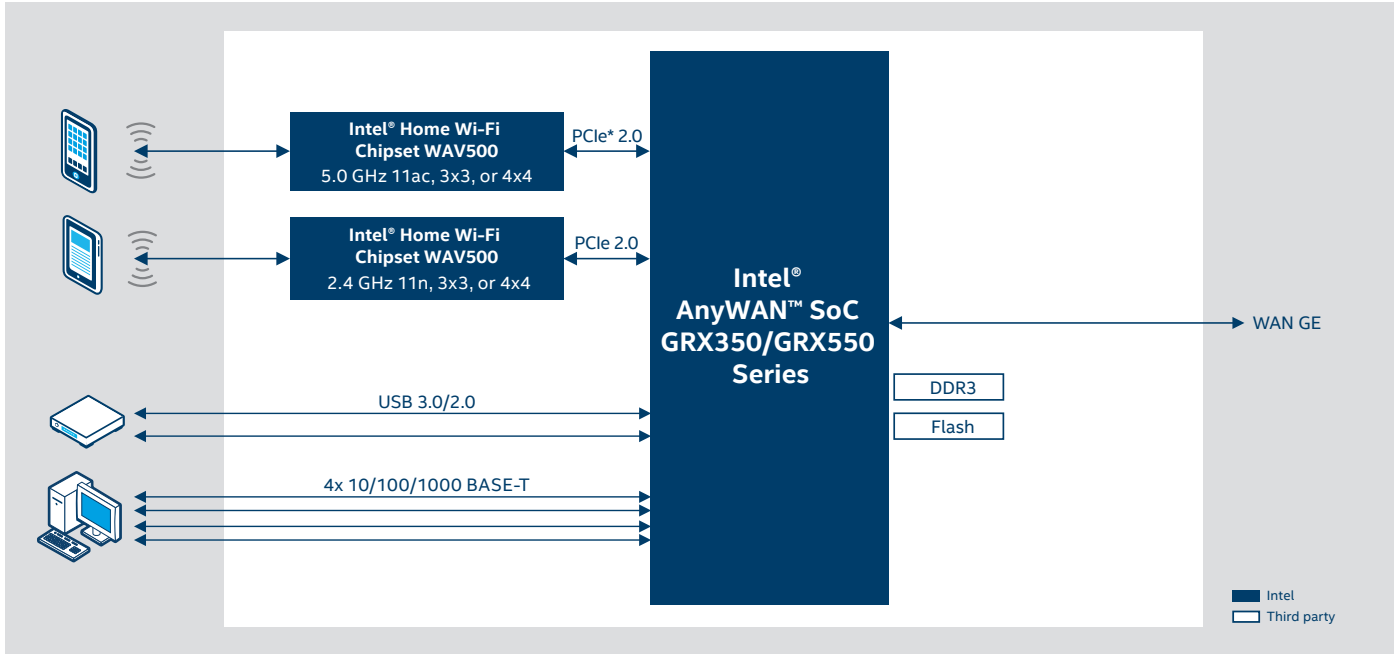 Intel® Home Wi-Fi
Chipset WAV500
5.0 GHz 11ac, 3x3, or 4x4
PCIe* 2.0
Intel® Home Wi-Fi
Chipset WAV500
2.4 GHz 11n, 3x3, or 4x4
PCIe 2.0
Intel®
AnyWAN™ SoC
GRX350/GRX550
Series
WAN GE
DDR3
Flash
USB 3.0/2.0
4x 10/100/1000 BASE-T
Intel
Third party